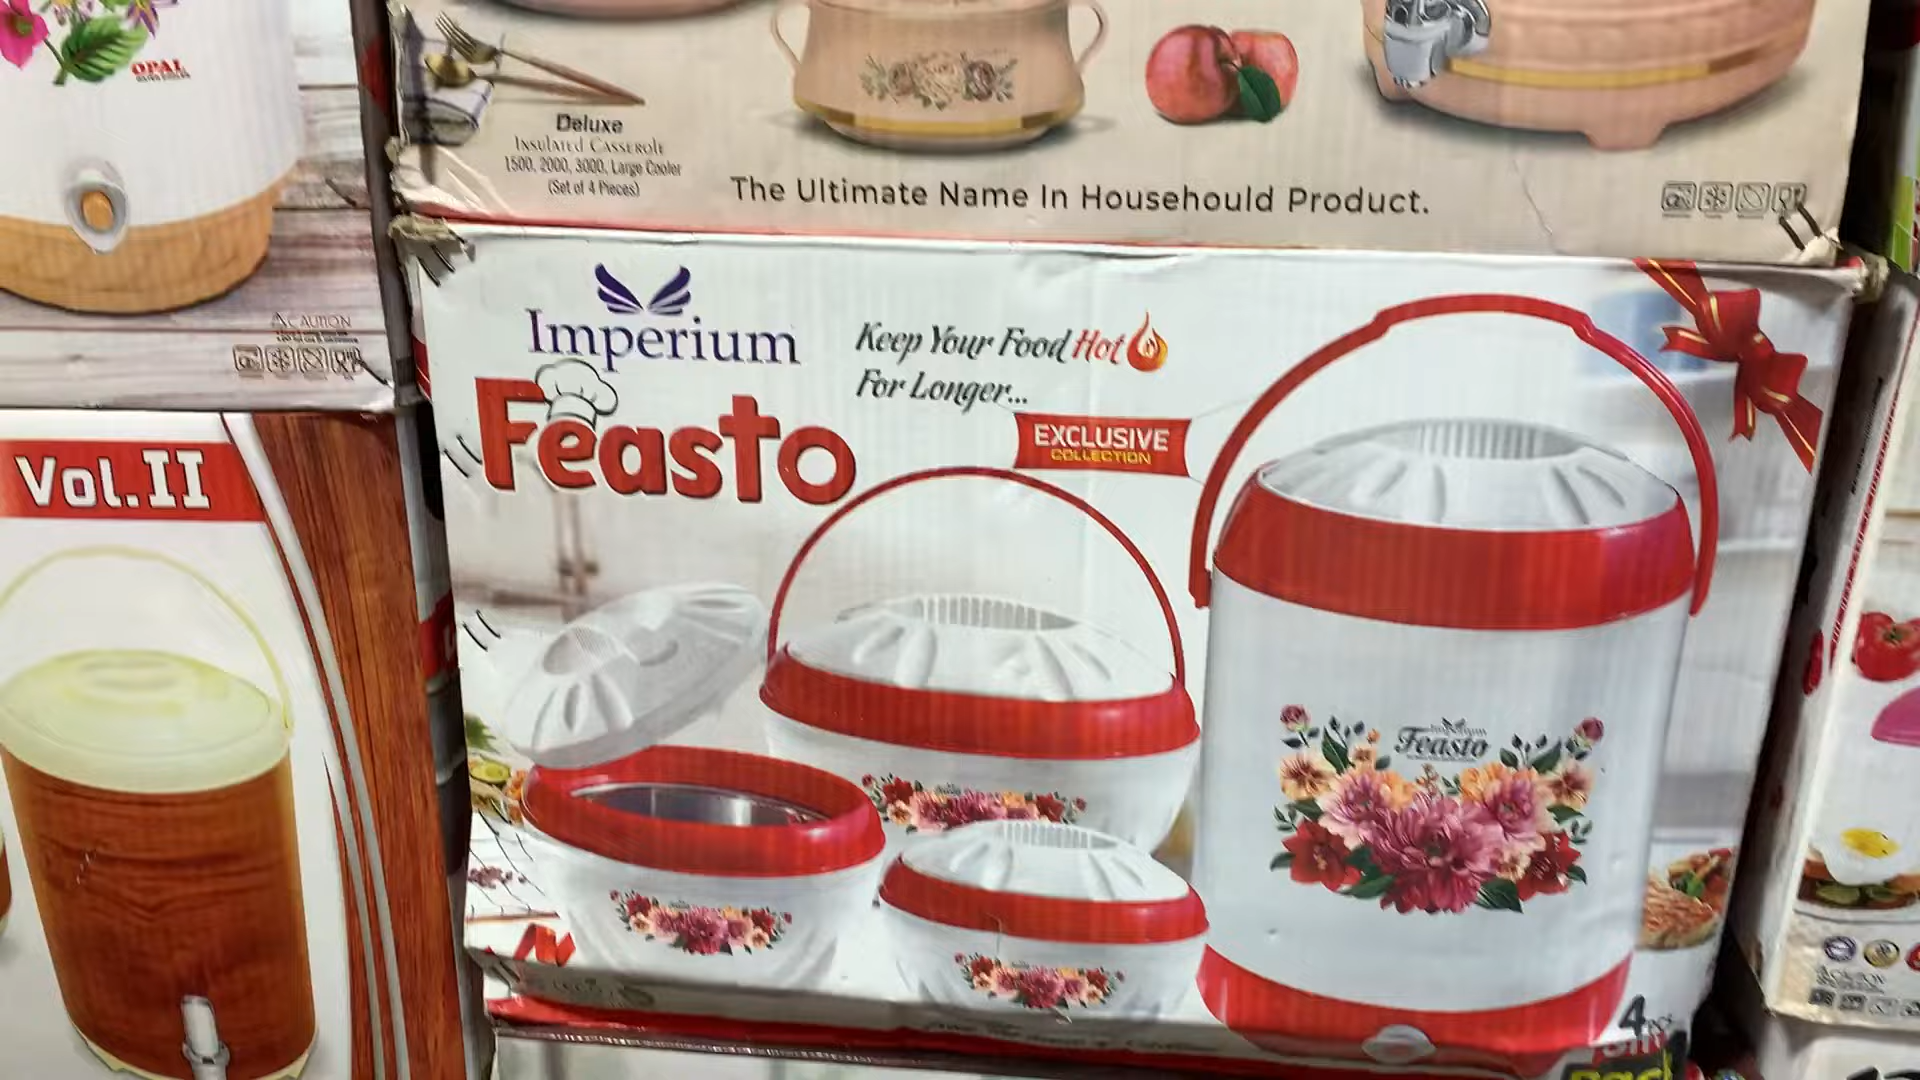 OPAL
Deluxe
INSULATED CASSEROLE
1500, 2000, 3000, Large Cooler
(Set of 4 Pieces)
The Ultimate Name In Househould Product.
CAUTION
Imperium
Feasto
Keep Your Food Hot
For Longer...
EXCLUSIVE
COLLECTION
Vol.II
Feasto
CAUTION
4